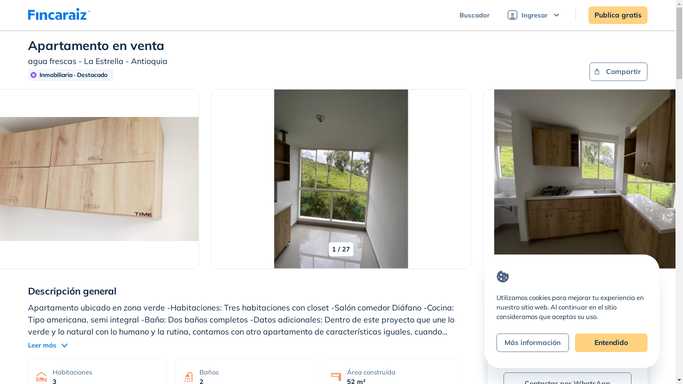 Fincaraiz
Buscador
Ingresar
Publica gratis
Apartamento en venta
agua frescas - La Estrella - Antioquia
Inmobiliaria - Destacado
Compartir
TIME
1 / 27
Descripción general
Apartamento ubicado en zona verde -Habitaciones: Tres habitaciones con closet -Salón comedor Diáfano -Cocina:
Tipo americana, semi integral -Baño: Dos baños completos -Datos adicionales: Dentro de este proyecto que une lo
verde y lo natural con lo humano y la rutina, contamos con otro apartamento de características iguales, cuando...
Leer más
Habitaciones
3
Baños
2
Área construida
52 m²
Utilizamos cookies para mejorar tu experiencia en
nuestro sitio web. Al continuar en el sitio
consideramos que aceptas su uso.
Más información
Entendido
Contactar por WhatsApp